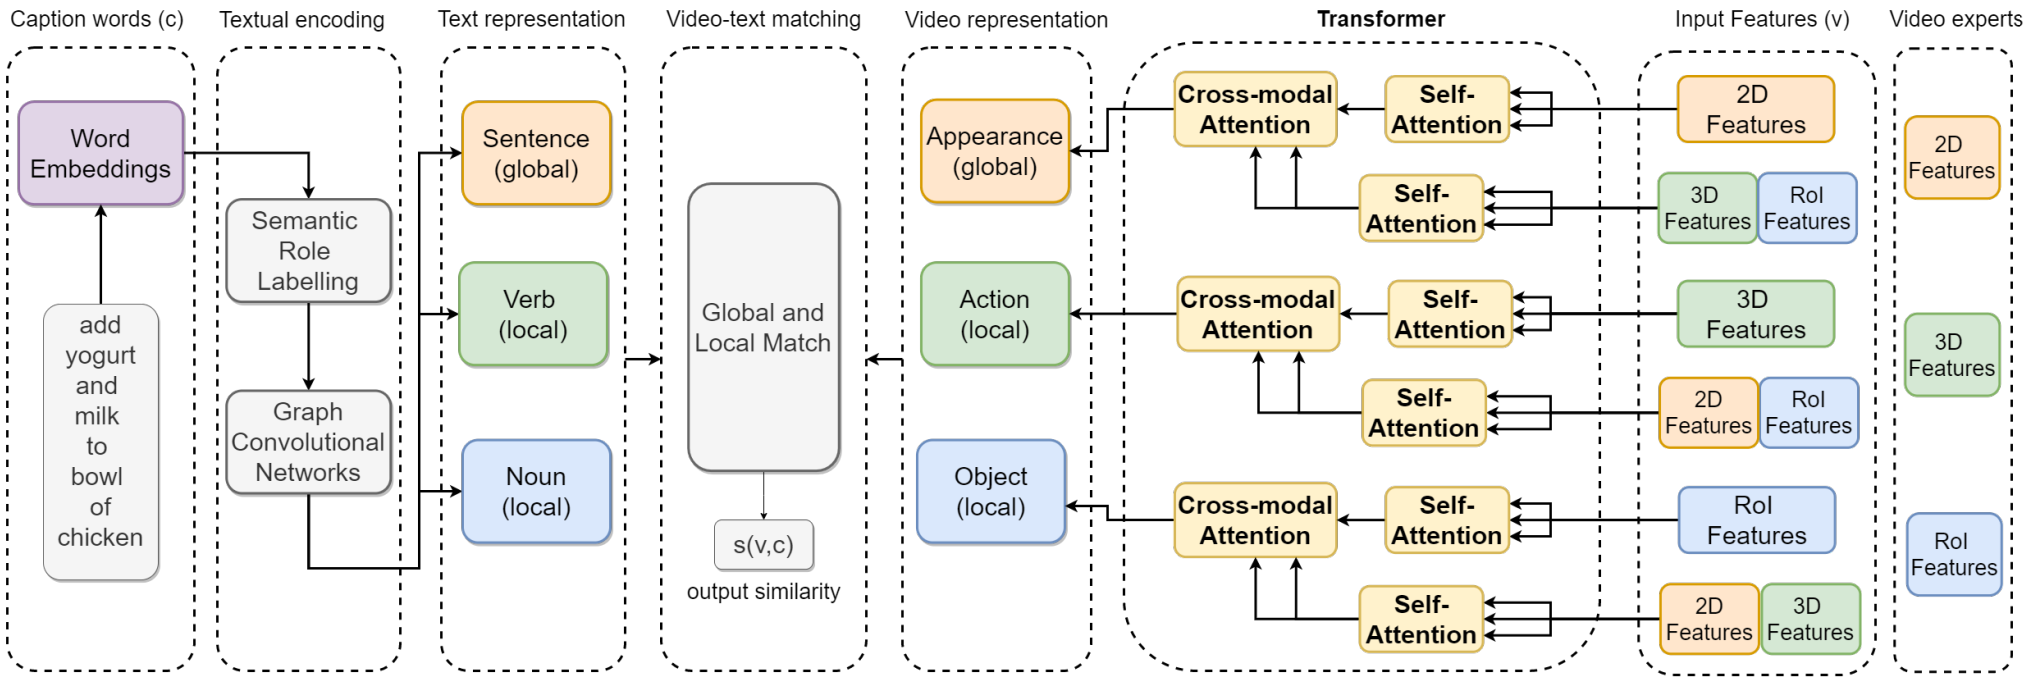 Caption words (c)
Textual encoding
Text representation
Video-text matching
Video representation
Transformer
Input Features (v)
Video experts
Word
Embeddings
add
yogurt
and
milk
to
bowl
of
chicken
Semantic
Role
Labelling
Graph
Convolutional
Networks
Sentence
(global)
Verb
(local)
Noun
(local)
Global and
Local Match
s(v,c)
output similarity
Appearance
(global)
Action
(local)
Object
(local)
Cross-modal
Attention
Self-
Attention
Self-
Attention
Cross-modal
Attention
Self-
Attention
Self-
Attention
Cross-modal
Attention
Self-
Attention
Self-
Attention
2D
Features
3D
Features
RoI
Features
3D
Features
2D
Features
RoI
Features
RoI
Features
2D
Features
3D
Features
2D
Features
3D
Features
RoI
Features